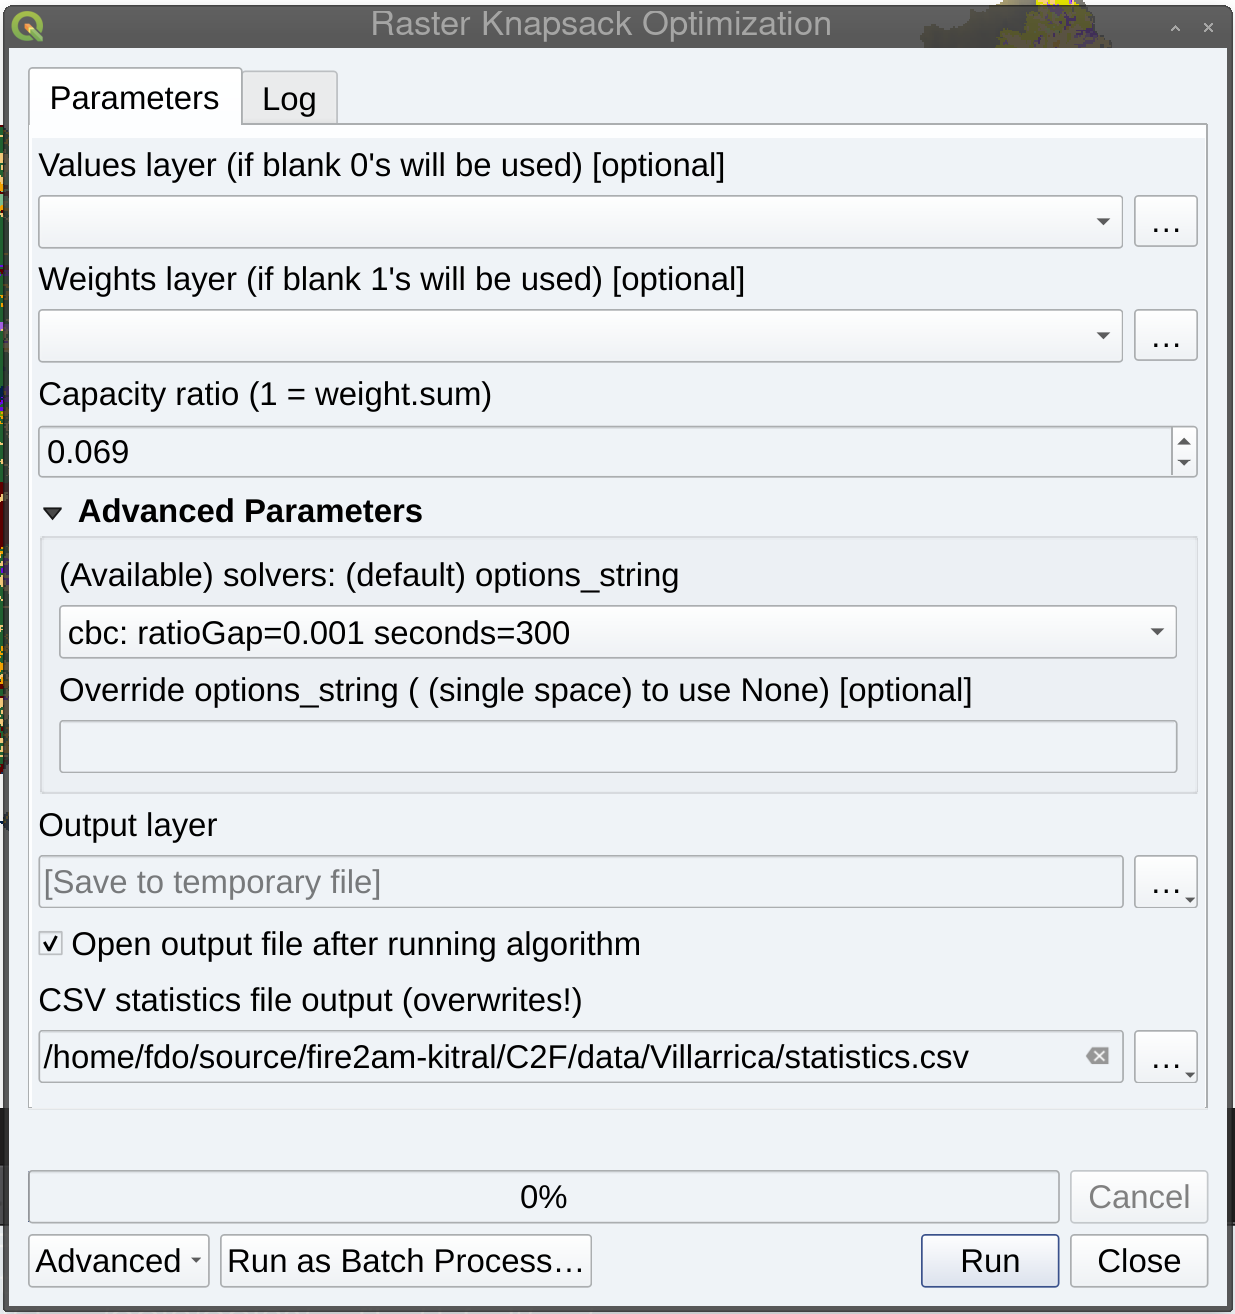 Raster Knapsack Optimization
Parameters
Log
Values layer (if blank 0's will be used) [optional]
...
Weights layer (if blank 1's will be used) [optional]
...
Capacity ratio (1 = weight.sum)
0.069
Advanced Parameters
(Available) solvers: (default) options_string
cbc: ratioGap=0.001 seconds=300
Override options_string ( (single space) to use None) [optional]
Output layer
[Save to temporary file]
...
Open output file after running algorithm
CSV statistics file output (overwrites!)
/home/fdo/source/fire2am-kitral/C2F/data/Villarrica/statistics.csv
...
0%
Cancel
Advanced
Run as Batch Process...
Run
Close